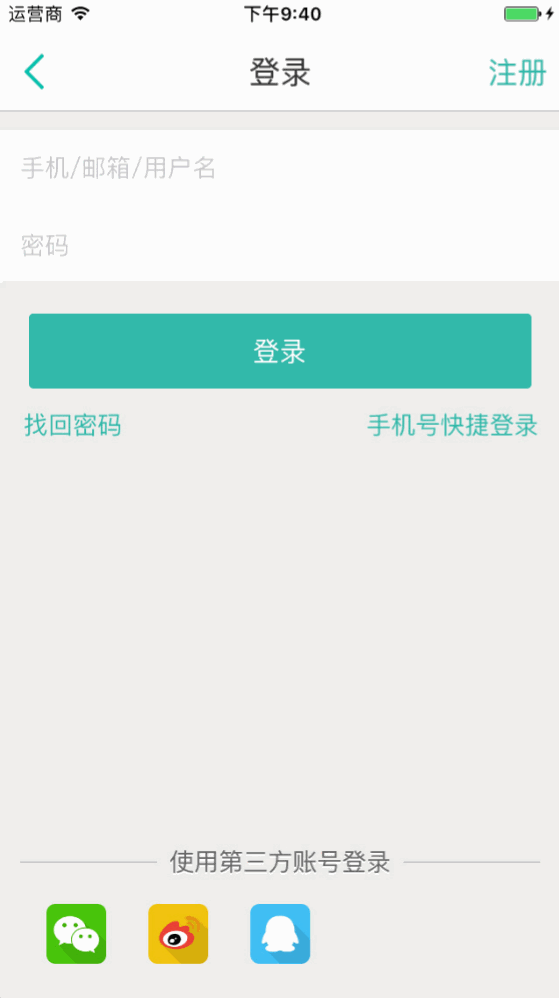 运营商 下午9:40
登录 注册
手机/邮箱/用户名
密码
登录
找回密码 手机号快捷登录
使用第三方账号登录